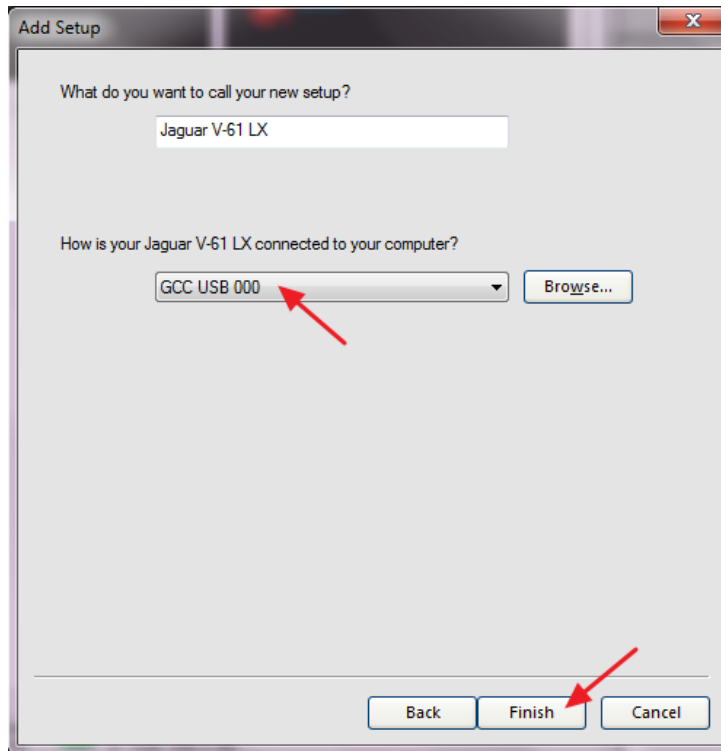 Add Setup
What do you want to call your new setup?
Jaguar V-61 LX
How is your Jaguar V-61 LX connected to your computer?
GCC USB 000
Browse...
Back
Finish
Cancel